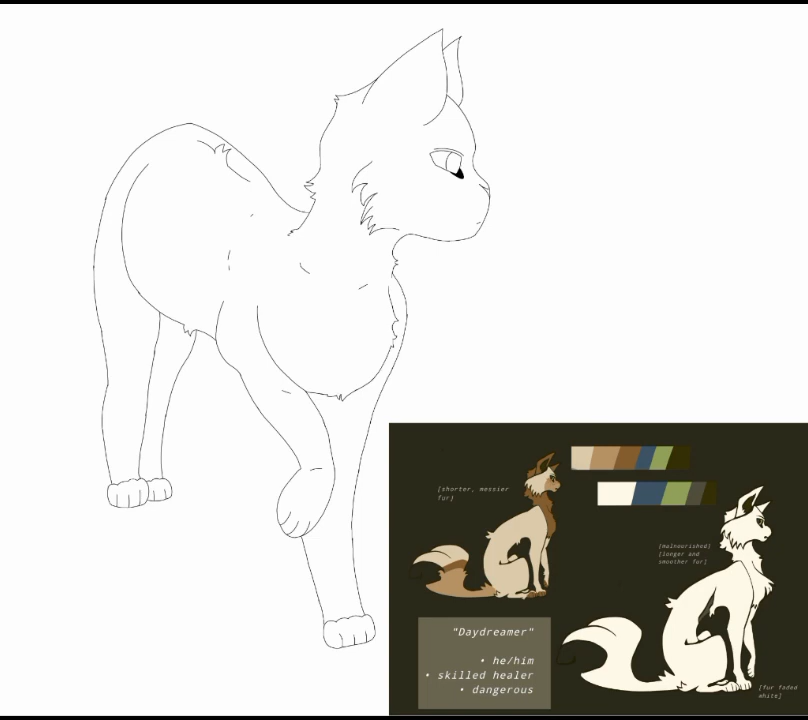 [shorter, messier
fur]
[malnourished]
[longer and
smoother fur]
"Daydreamer"
• he/him
• skilled healer
• dangerous
[fur faded
white]